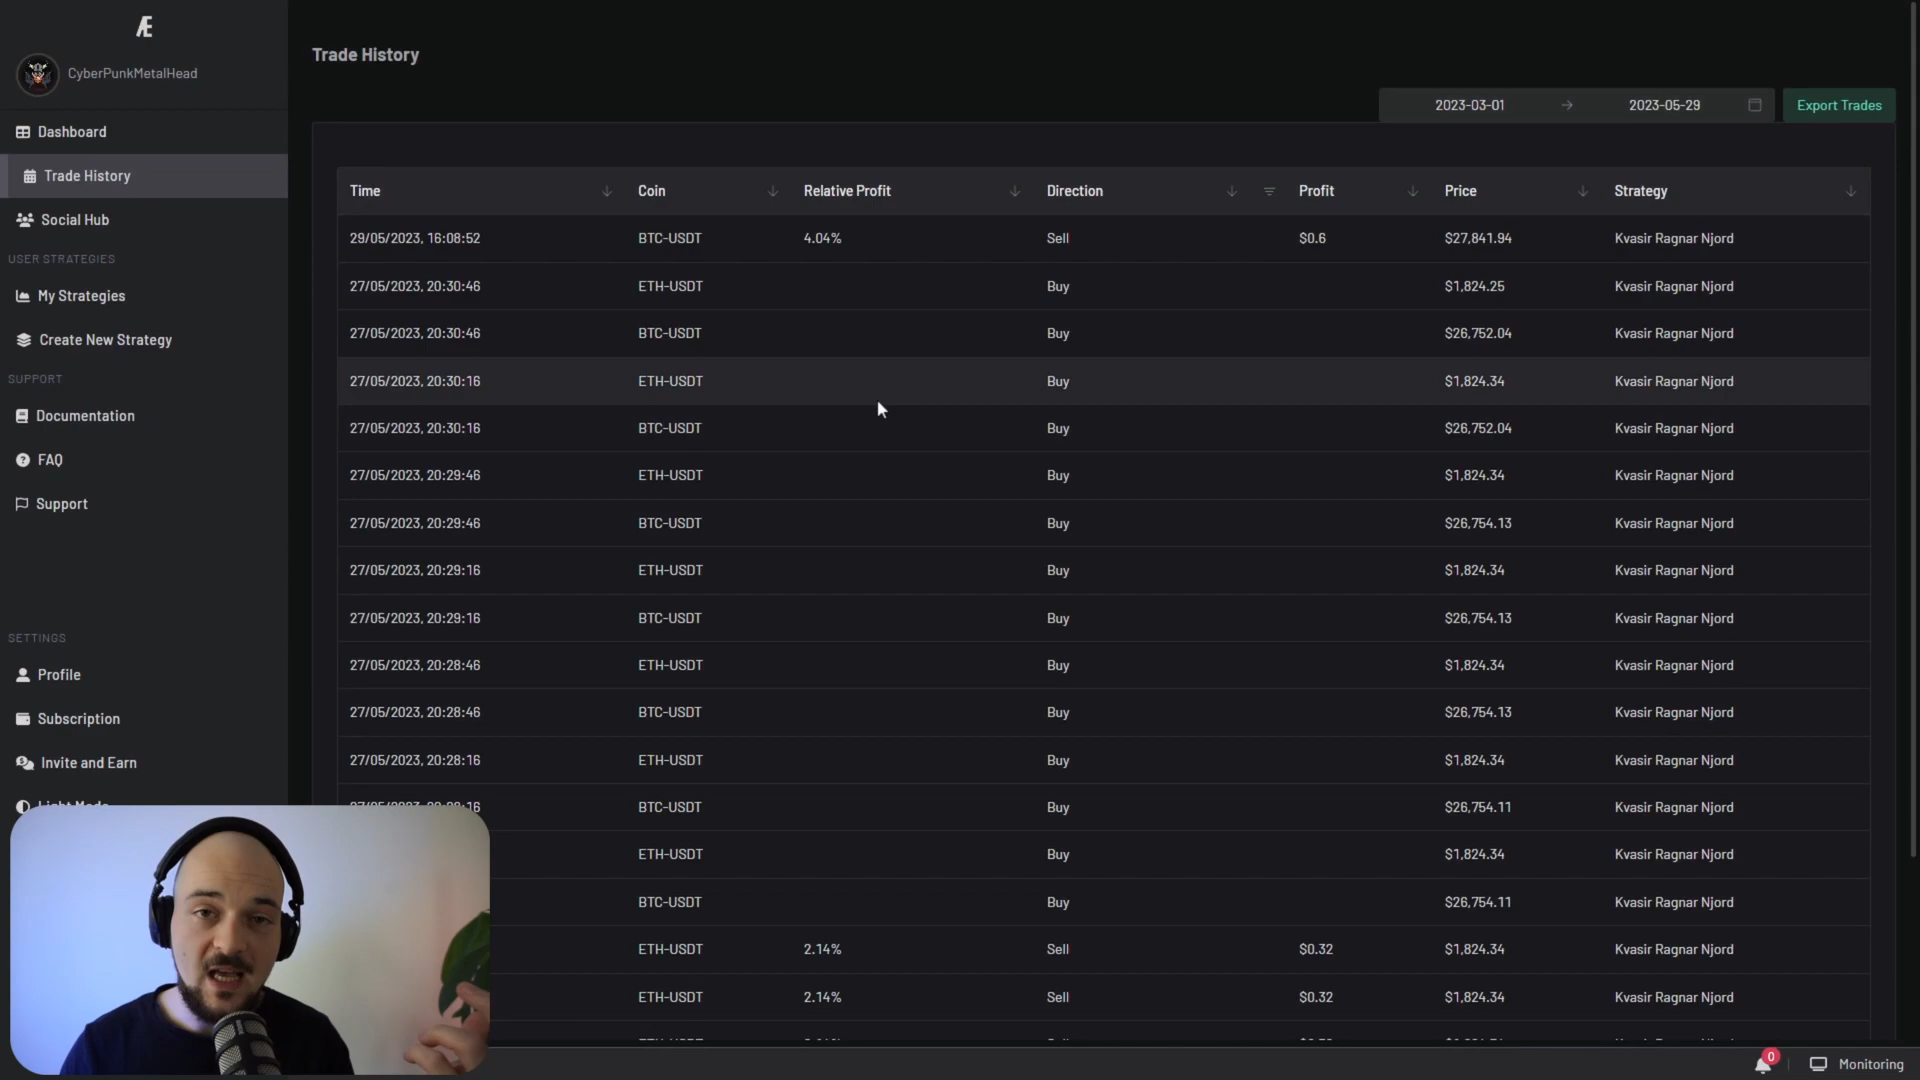 Æ
CyberPunkMetalHead
Dashboard
Trade History
Social Hub
USER STRATEGIES
My Strategies
Create New Strategy
SUPPORT
Documentation
FAQ
Support
SETTINGS
Profile
Subscription
Invite and Earn
Light Mode
Trade History
2023-03-01 → 2023-05-29 Export Trades
Time Coin Relative Profit Direction Profit Price Strategy
29/05/2023, 16:08:52 BTC-USDT 4.04% Sell $0.6 $27,841.94 Kvasir Ragnar Njord
27/05/2023, 20:30:46 ETH-USDT Buy $1,824.25 Kvasir Ragnar Njord
27/05/2023, 20:30:46 BTC-USDT Buy $26,752.04 Kvasir Ragnar Njord
27/05/2023, 20:30:16 ETH-USDT Buy $1,824.34 Kvasir Ragnar Njord
27/05/2023, 20:30:16 BTC-USDT Buy $26,752.04 Kvasir Ragnar Njord
27/05/2023, 20:29:46 ETH-USDT Buy $1,824.34 Kvasir Ragnar Njord
27/05/2023, 20:29:46 BTC-USDT Buy $26,754.13 Kvasir Ragnar Njord
27/05/2023, 20:29:16 ETH-USDT Buy $1,824.34 Kvasir Ragnar Njord
27/05/2023, 20:29:16 BTC-USDT Buy $26,754.13 Kvasir Ragnar Njord
27/05/2023, 20:28:46 ETH-USDT Buy $1,824.34 Kvasir Ragnar Njord
27/05/2023, 20:28:46 BTC-USDT Buy $26,754.13 Kvasir Ragnar Njord
27/05/2023, 20:28:16 ETH-USDT Buy $1,824.34 Kvasir Ragnar Njord
27/05/2023, 20:28:16 BTC-USDT Buy $26,754.11 Kvasir Ragnar Njord
ETH-USDT Buy $1,824.34 Kvasir Ragnar Njord
BTC-USDT Buy $26,754.11 Kvasir Ragnar Njord
ETH-USDT 2.14% Sell $0.32 $1,824.34 Kvasir Ragnar Njord
ETH-USDT 2.14% Sell $0.32 $1,824.34 Kvasir Ragnar Njord
0
Monitoring